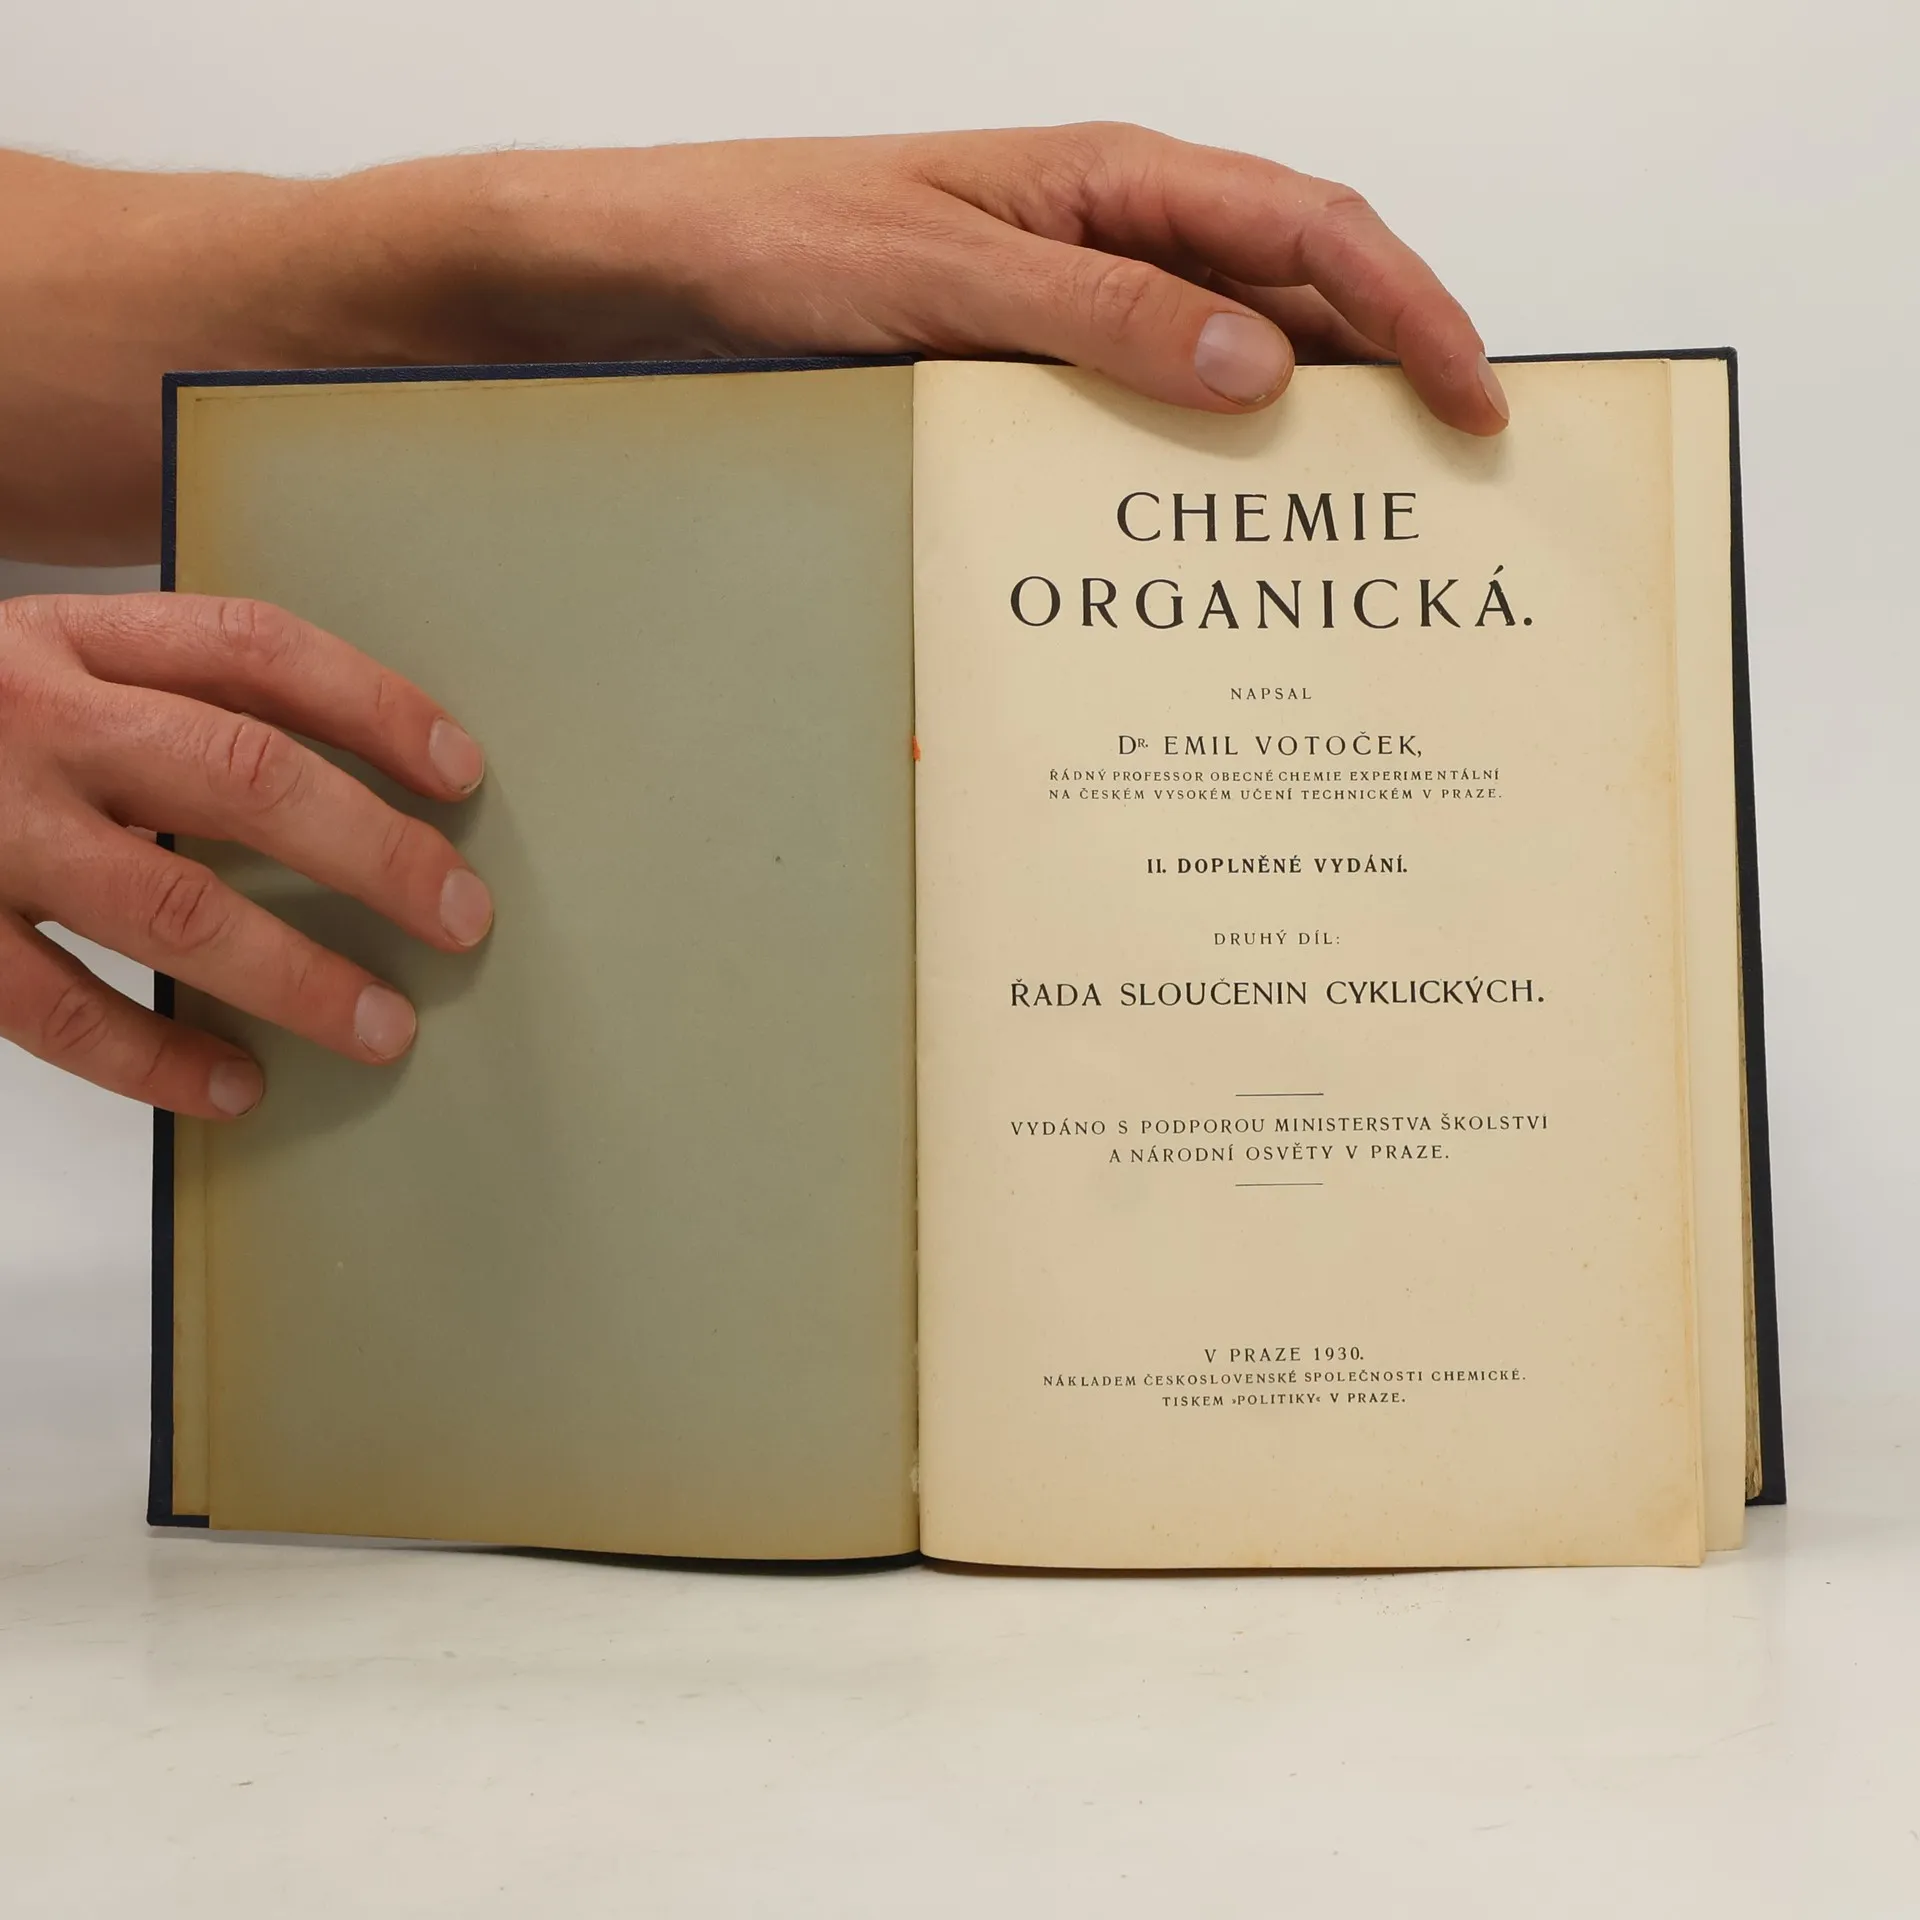 CHEMIE
ORGANICKÁ.
NAPSAL
DR. EMIL VOTOČEK,
ŘÁDNÝ PROFESSOR OBECNÉ CHEMIE EXPERIMENTÁLNÍ
NA ČESKÉM VYSOKÉM UČENÍ TECHNICKÉM V PRAZE.
II. DOPLNĚNÉ VYDÁNÍ.
DRUHÝ DÍL:
ŘADA SLOUČENIN CYKLICKÝCH.
VYDÁNO S PODPOROU MINISTERSTVA ŠKOLSTVÍ
A NÁRODNÍ OSVĚTY V PRAZE.
V PRAZE 1930.
NÁKLADEM ČESKOSLOVENSKÉ SPOLEČNOSTI CHEMICKÉ.
TISKEM »POLITIKY« V PRAZE.